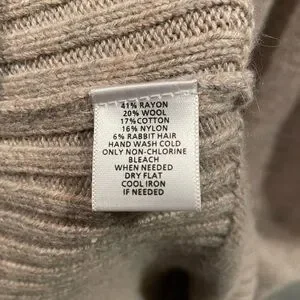 41% RAYON
20% WOOL
17%COTTON
16% NYLON
6% RABBIT HAIR
HAND WASH COLD
ONLY NON-CHLORINE
BLEACH
WHEN NEEDED
DRY FLAT
COOL IRON
IF NEEDED